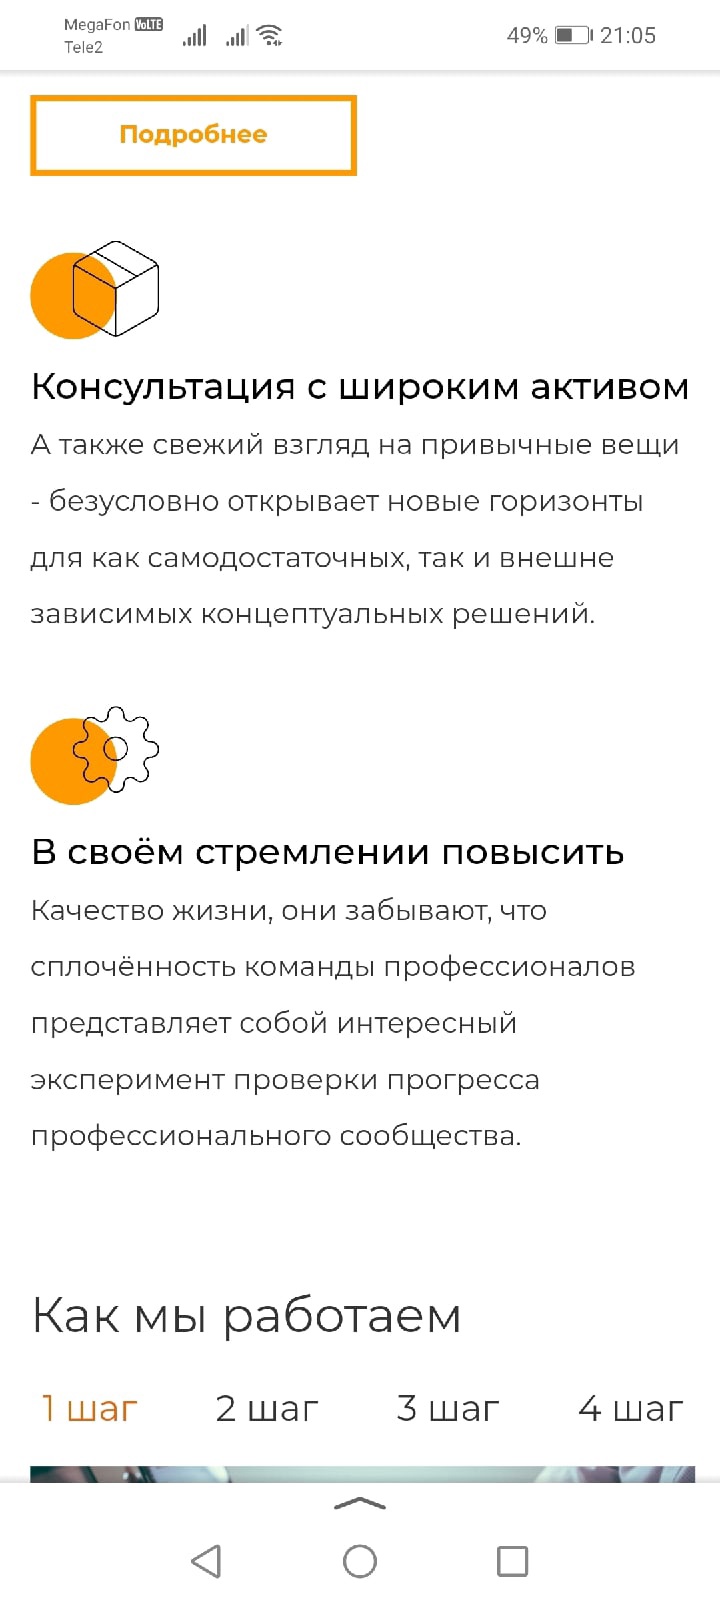 MegaFon VoLTE
Tele2
49%
21:05
Подробнее
Консультация с широким активом
А также свежий взгляд на привычные вещи
- безусловно открывает новые горизонты
для как самодостаточных, так и внешне
зависимых концептуальных решений.
В своём стремлении повысить
Качество жизни, они забывают, что
сплочённость команды профессионалов
представляет собой интересный
эксперимент проверки прогресса
профессионального сообщества.
Как мы работаем
1 шаг 2 шаг 3 шаг 4 шаг